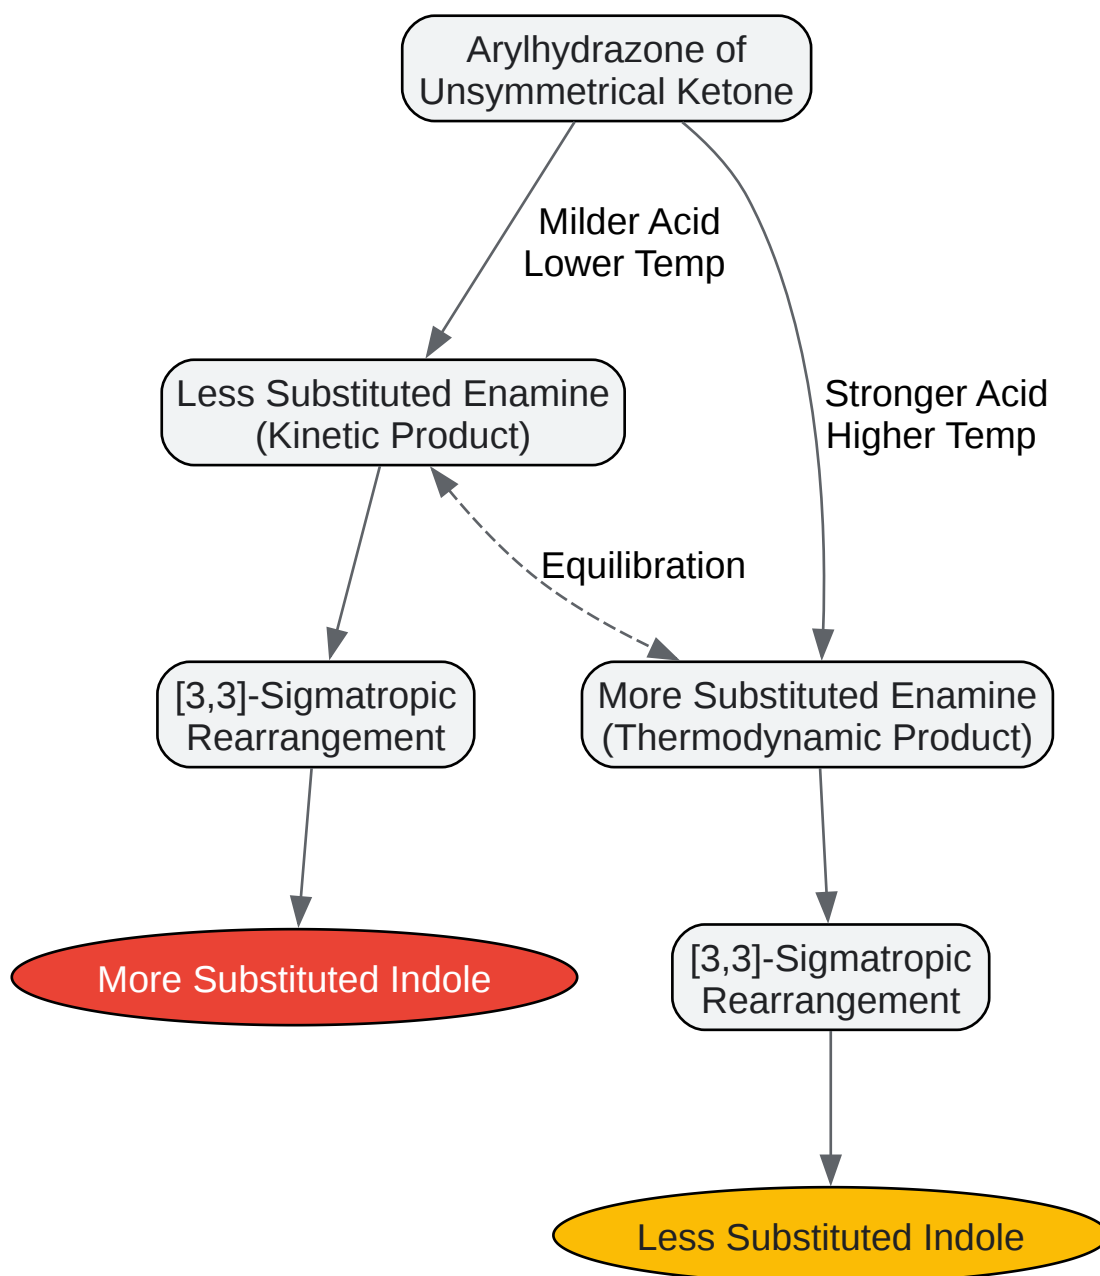 Arylhydrazone of
Unsymmetrical Ketone
Milder Acid
Lower Temp
Less Substituted Enamine
(Kinetic Product)
Stronger Acid
Higher Temp
Equilibration
[3,3]-Sigmatropic
Rearrangement
More Substituted Enamine
(Thermodynamic Product)
More Substituted Indole
[3,3]-Sigmatropic
Rearrangement
Less Substituted Indole